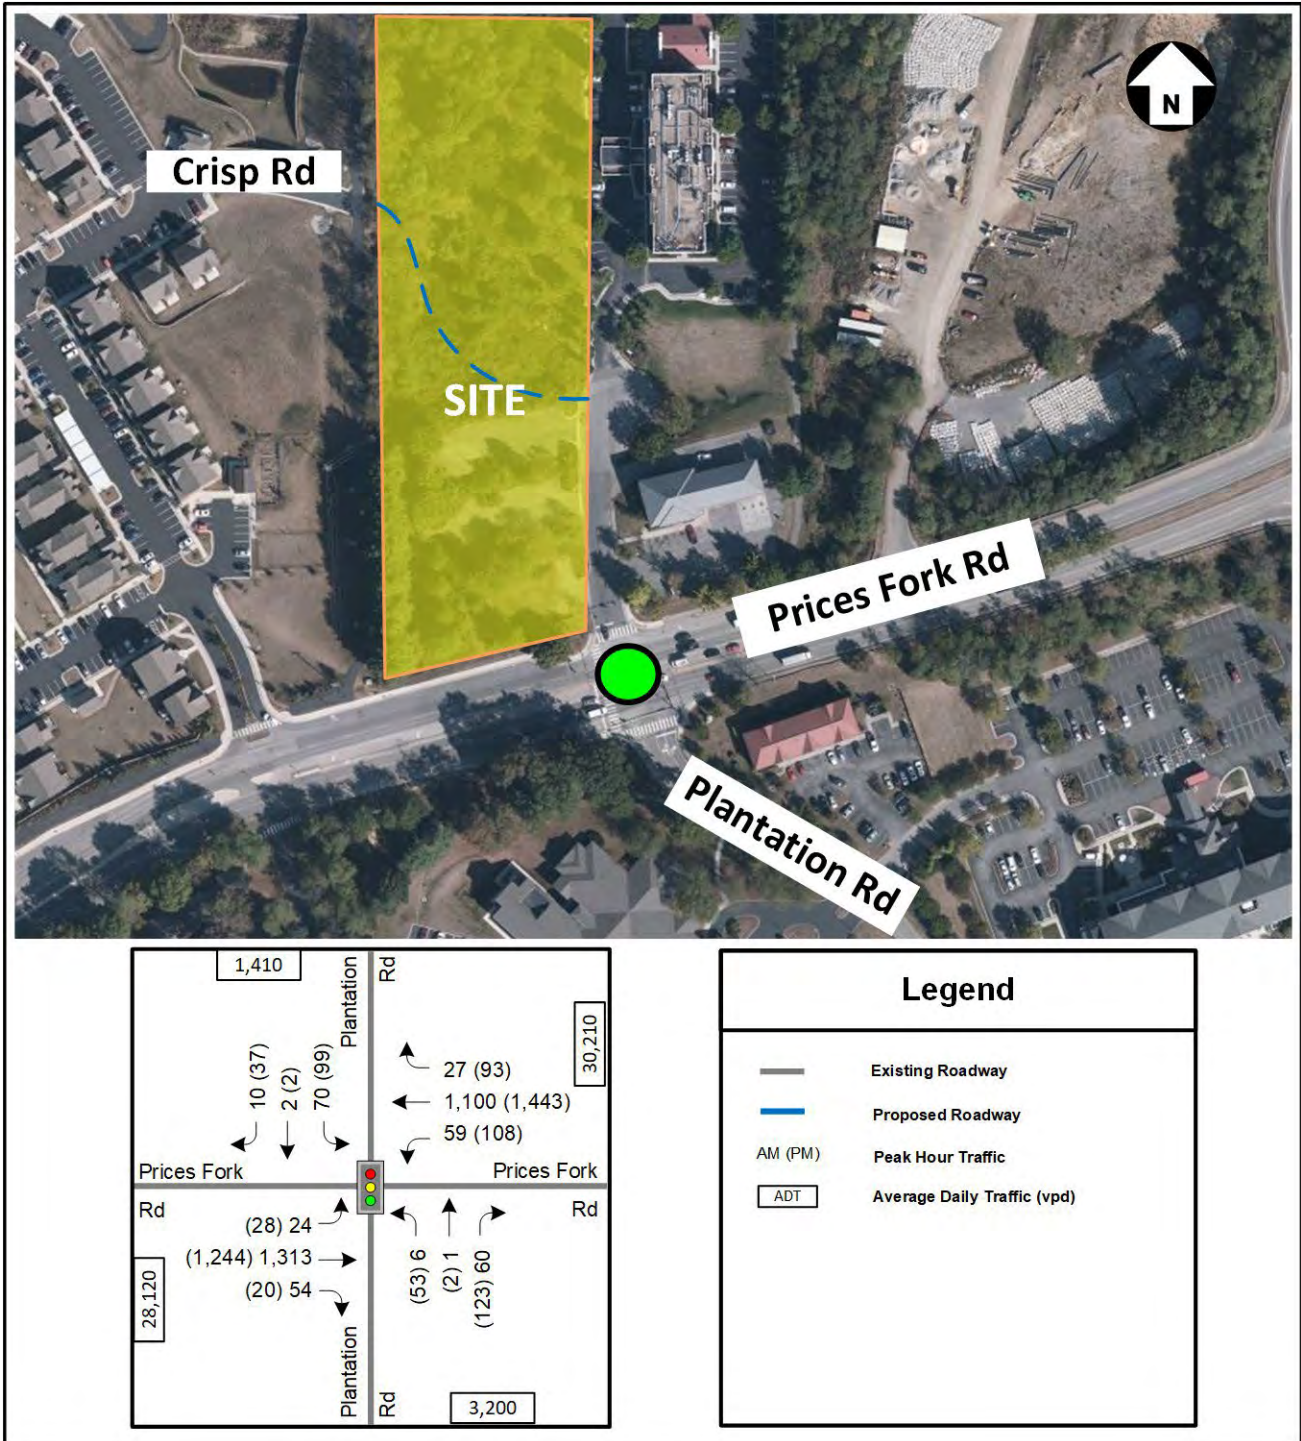 N
Crisp Rd
SITE
Prices Fork Rd
Plantation Rd
1,410
Plantation
Rd
30,210
10 (37)
2 (2)
70 (99)
27 (93)
1,100 (1,443)
59 (108)
Prices Fork
Rd
Prices Fork
Rd
(28) 24
(1,244) 1,313
(20) 54
(53) 6
(2) 1
(123) 60
28,120
Plantation
Rd
3,200
Legend
Existing Roadway
Proposed Roadway
AM (PM) Peak Hour Traffic
ADT Average Daily Traffic (vpd)